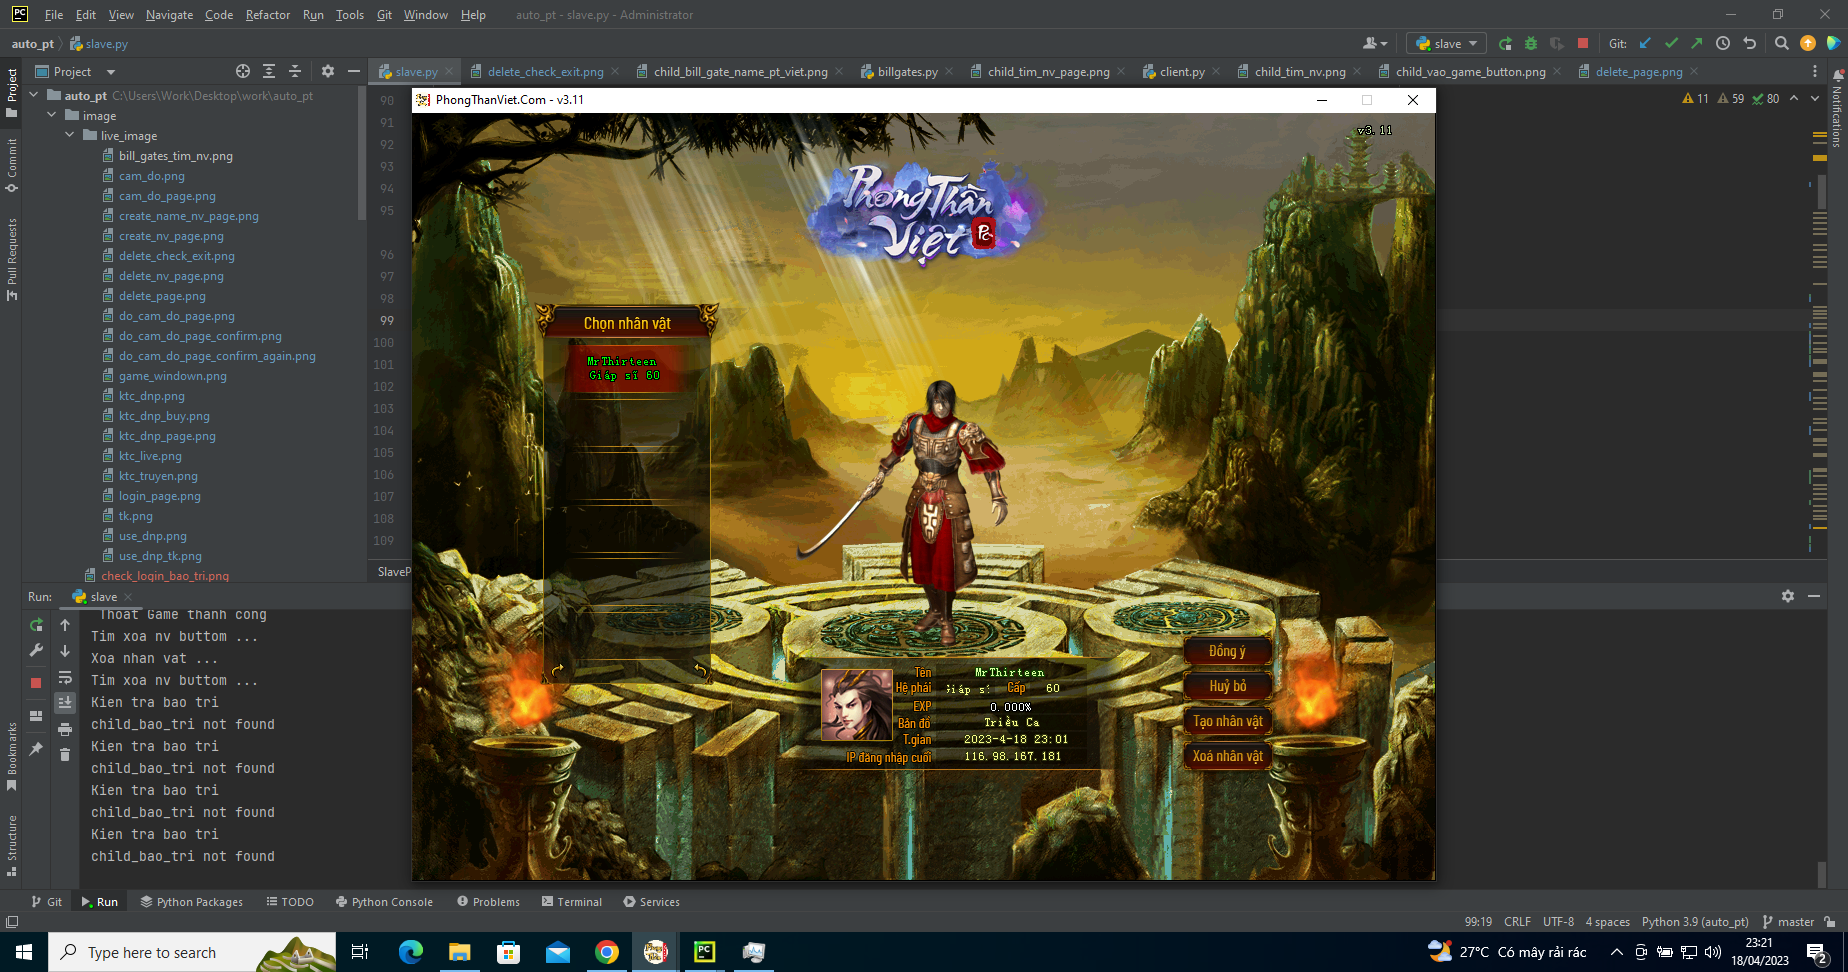 File Edit View Navigate Code Refactor Run Tools Git Window Help auto_pt - slave.py - Administrator
auto_pt slave.py
slave
Git:
Project
slave.py
delete_check_exit.png
child_bill_gate_name_pt_viet.png
billgates.py
child_tim_nv_page.png
client.py
child_tim_nv.png
child_vao_game_button.png
delete_page.png
auto_pt C:\Users\Work\Desktop\work\auto_pt
image
live_image
bill_gates_tim_nv.png
cam_do.png
cam_do_page.png
create_name_nv_page.png
create_nv_page.png
delete_check_exit.png
delete_nv_page.png
delete_page.png
do_cam_do_page.png
do_cam_do_page_confirm.png
do_cam_do_page_confirm_again.png
game_windown.png
ktc_dnp.png
ktc_dnp_buy.png
ktc_dnp_page.png
ktc_live.png
ktc_truyen.png
login_page.png
tk.png
use_dnp.png
use_dnp_tk.png
check_login_bao_tri.png
Project
Commit
Pull Requests
Bookmarks
Structure
Notifications
90
91
92
93
94
95
96
97
98
99
100
101
102
103
104
105
106
107
108
109
11 59 80
SlaveP
PhongThanViet.Com - v3.11
v3.11
Phong Thần
Việt PC
Chọn nhân vật
MrThirteen
Giáp sĩ 60
Tên MrThirteen
Hệ phái Giáp sĩ Cấp 60
EXP 0.000%
Bản đồ Triều Ca
T.gian 2023-4-18 23:01
IP đăng nhập cuối 116.98.167.181
Đồng ý
Huỷ bỏ
Tạo nhân vật
Xoá nhân vật
Run: slave
Thoat Game thanh cong
Tim xoa nv buttom ...
Xoa nhan vat ...
Tim xoa nv buttom ...
Kien tra bao tri
child_bao_tri not found
Kien tra bao tri
child_bao_tri not found
Kien tra bao tri
child_bao_tri not found
Kien tra bao tri
child_bao_tri not found
Git Run Python Packages TODO Python Console Problems Terminal Services
99:19 CRLF UTF-8 4 spaces Python 3.9 (auto_pt) master
Type here to search
27°C Có mây rải rác
23:21
18/04/2023
2